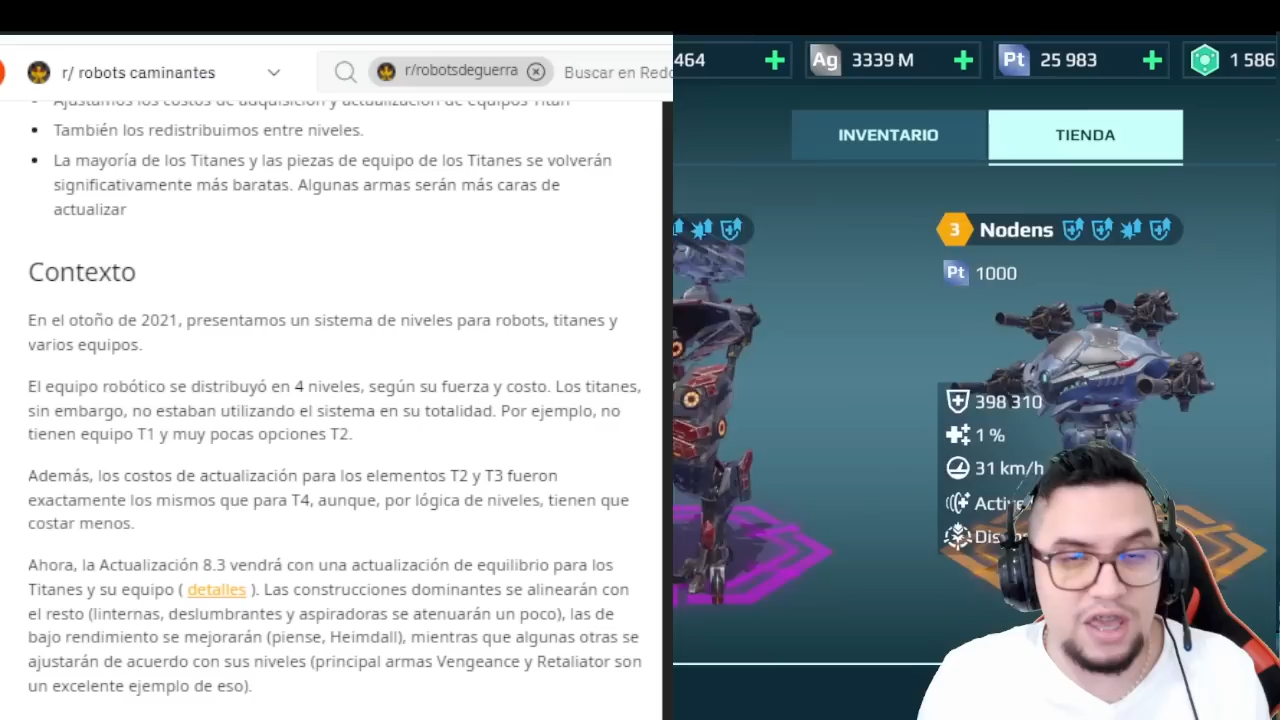 r/ robots caminantes
r/robotsdeguerra
Buscar en Redd
Ajustamos los costos de adquisición y actualización de equipos Titán
También los redistribuimos entre niveles.
La mayoría de los Titanes y las piezas de equipo de los Titanes se volverán
significativamente más baratas. Algunas armas serán más caras de
actualizar
Contexto
En el otoño de 2021, presentamos un sistema de niveles para robots, titanes y
varios equipos.
El equipo robótico se distribuyó en 4 niveles, según su fuerza y costo. Los titanes,
sin embargo, no estaban utilizando el sistema en su totalidad. Por ejemplo, no
tienen equipo T1 y muy pocas opciones T2.
Además, los costos de actualización para los elementos T2 y T3 fueron
exactamente los mismos que para T4, aunque, por lógica de niveles, tienen que
costar menos.
Ahora, la Actualización 8.3 vendrá con una actualización de equilibrio para los
Titanes y su equipo ( detalles ). Las construcciones dominantes se alinearán con
el resto (linternas, deslumbrantes y aspiradoras se atenuarán un poco), las de
bajo rendimiento se mejorarán (piense, Heimdall), mientras que algunas otras se
ajustarán de acuerdo con sus niveles (principal armas Vengeance y Retaliator son
un excelente ejemplo de eso).
464
Ag 3339 M
Pt 25 983
1 586
INVENTARIO
TIENDA
3 Nodens
Pt 1000
398 310
1 %
31 km/h